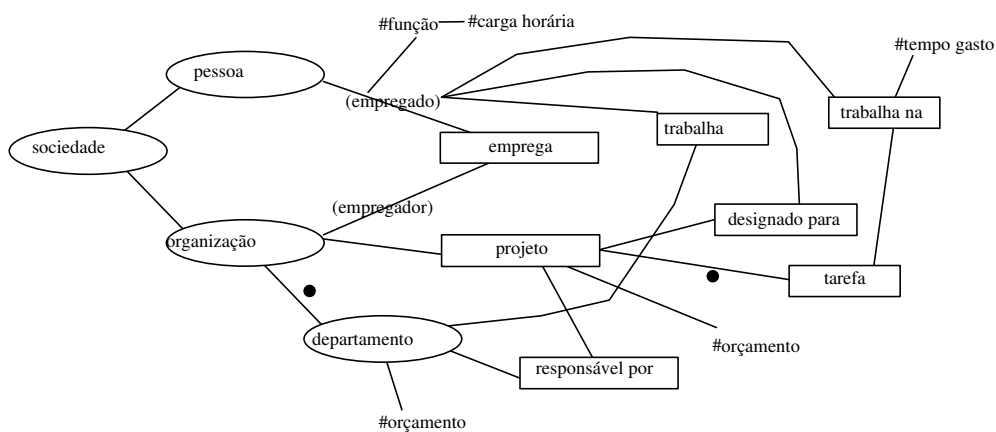 #função #carga horária
#tempo gasto
pessoa
(empregado)
trabalha na
trabalha
sociedade
emprega
(empregador)
designado para
organização
projeto
tarefa
departamento
#orçamento
responsável por
#orçamento